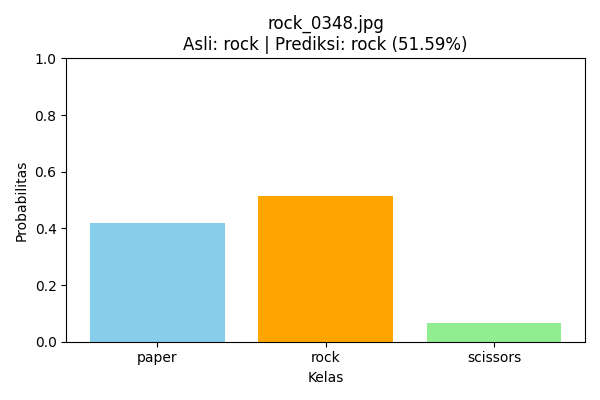 rock_0348.jpg
Asli: rock | Prediksi: rock (51.59%)
Probabilitas
1.0
0.8
0.6
0.4
0.2
0.0
paper rock scissors
Kelas